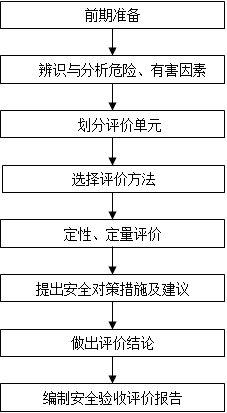 前期准备
辨识与分析危险、有害因素
划分评价单元
选择评价方法
定性、定量评价
提出安全对策措施及建议
做出评价结论
编制安全验收评价报告